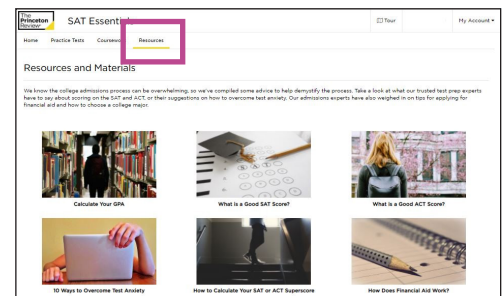 The
Princeton
Review
SAT Essentials
Tour
My Account
Home Practice Tests Coursework Resources
Resources and Materials
We know the college admissions process can be overwhelming, so we've compiled some advice to help demystify the process. Take a look at what our trusted test prep experts
have to say about scoring on the SAT and ACT, or their suggestions on how to overcome test anxiety. Our admissions experts have also weighed in on tips for applying for
financial aid and how to choose a college major.
Calculate Your GPA
What is a Good SAT Score?
What is a Good ACT Score?
10 Ways to Overcome Test Anxiety
How to Calculate Your SAT or ACT Superscore
How Does Financial Aid Work?